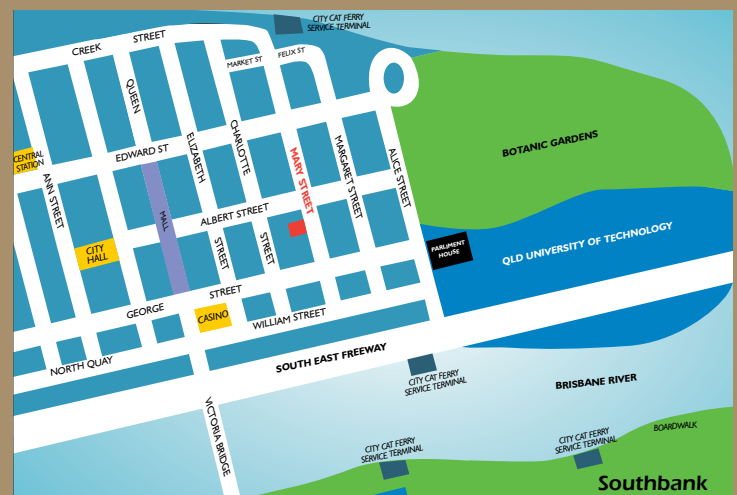 CITY CAT FERRY
SERVICE TERMINAL
CREEK STREET
MARKET ST
FELIX ST
QUEEN
CENTRAL
STATION
EDWARD ST
ELIZABETH
CHARLOTTE
MARY STREET
MARGARET STREET
ALICE STREET
BOTANIC GARDENS
ANN STREET
MALL
ALBERT STREET
CITY
HALL
STREET
STREET
PARLIMENT
HOUSE
QLD UNIVERSITY OF TECHNOLOGY
GEORGE STREET
CASINO
WILLIAM STREET
NORTH QUAY
SOUTH EAST FREEWAY
CITY CAT FERRY
SERVICE TERMINAL
BRISBANE RIVER
VICTORIA BRIDGE
CITY CAT FERRY
SERVICE TERMINAL
CITY CAT FERRY
SERVICE TERMINAL
BOARDWALK
Southbank